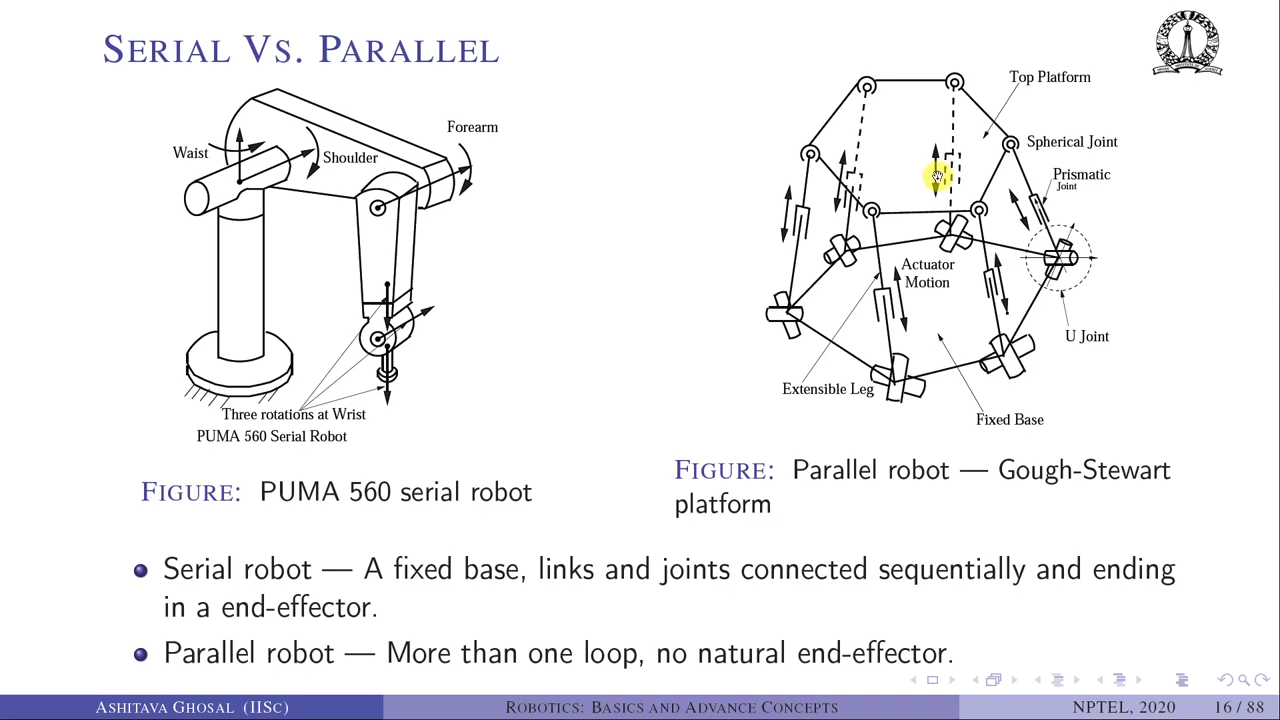 SERIAL VS. PARALLEL
Waist
Shoulder
Forearm
Three rotations at Wrist
PUMA 560 Serial Robot
FIGURE: PUMA 560 serial robot
Top Platform
Spherical Joint
Prismatic
Joint
Actuator
Motion
U Joint
Extensible Leg
Fixed Base
FIGURE: Parallel robot — Gough-Stewart
platform
Serial robot — A fixed base, links and joints connected sequentially and ending
in a end-effector.
Parallel robot — More than one loop, no natural end-effector.
ASHITAVA GHOSAL (IISC)
ROBOTICS: BASICS AND ADVANCE CONCEPTS
NPTEL, 2020
16 / 88